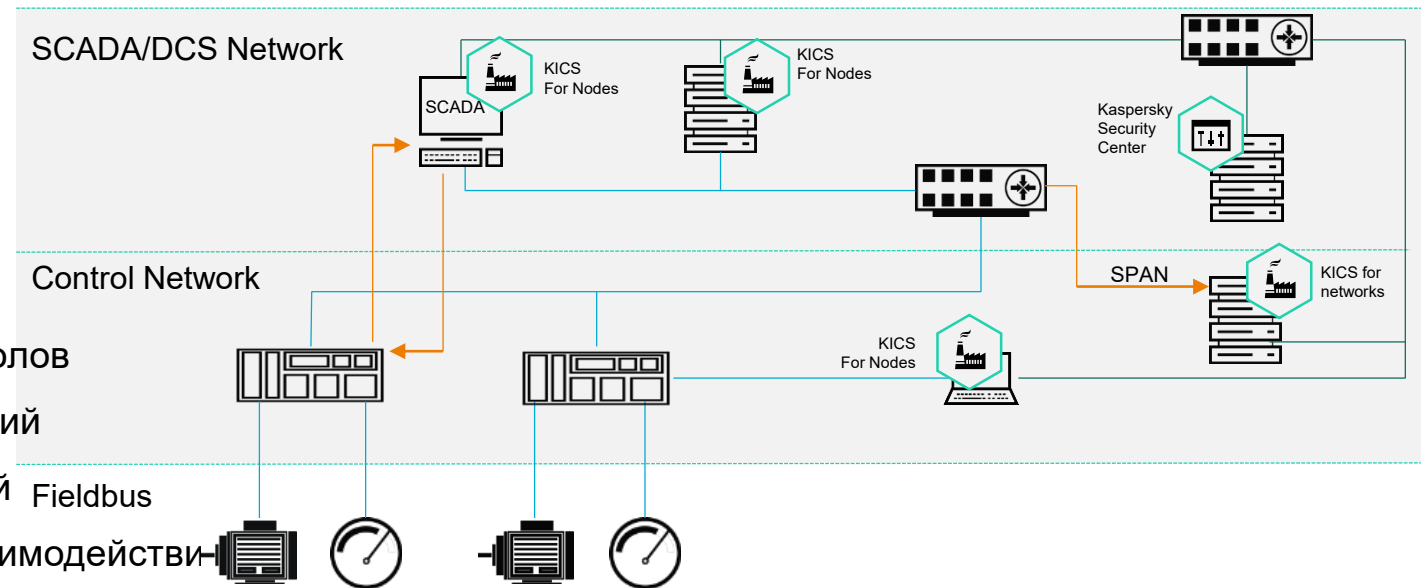 SCADA/DCS Network
KICS
For Nodes
KICS
For Nodes
SCADA
Kaspersky
Security
Center
Control Network
SPAN
KICS for
networks
KICS
For Nodes
олов
ий
й
Fieldbus
имодействи